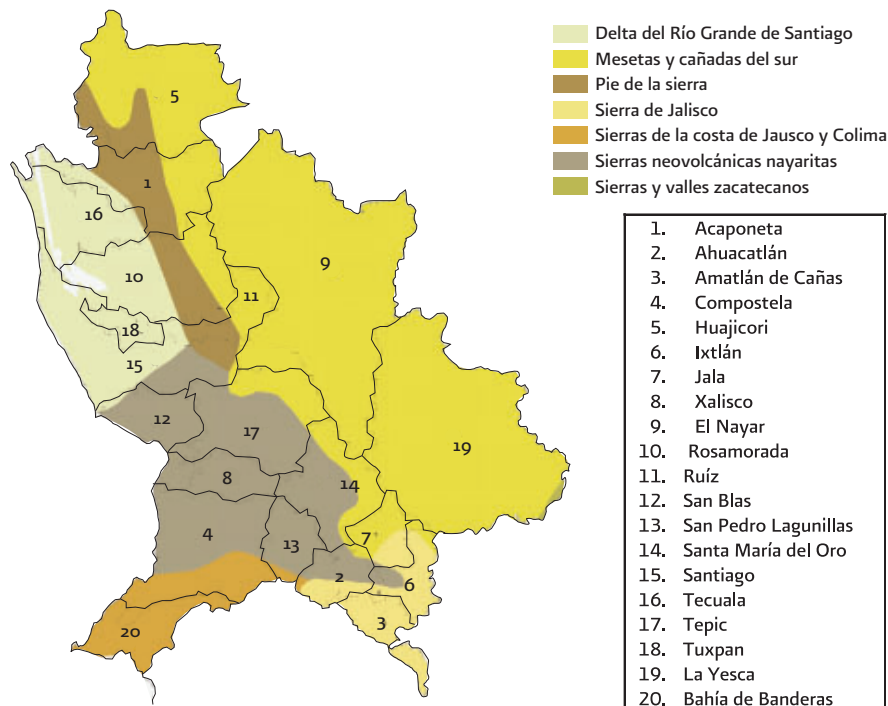 Delta del Río Grande de Santiago
Mesetas y cañadas del sur
Pie de la sierra
Sierra de Jalisco
Sierras de la costa de Jausco y Colima
Sierras neovolcánicas nayaritas
Sierras y valles zacatecanos
1. Acaponeta
2. Ahuacatlán
3. Amatlán de Cañas
4. Compostela
5. Huajicori
6. Ixtlán
7. Jala
8. Xalisco
9. El Nayar
10. Rosamorada
11. Ruíz
12. San Blas
13. San Pedro Lagunillas
14. Santa María del Oro
15. Santiago
16. Tecuala
17. Tepic
18. Tuxpan
19. La Yesca
20. Bahía de Banderas
5
1
16
9
10
11
18
15
12
17
19
8
14
4
13
7
2
6
3
20